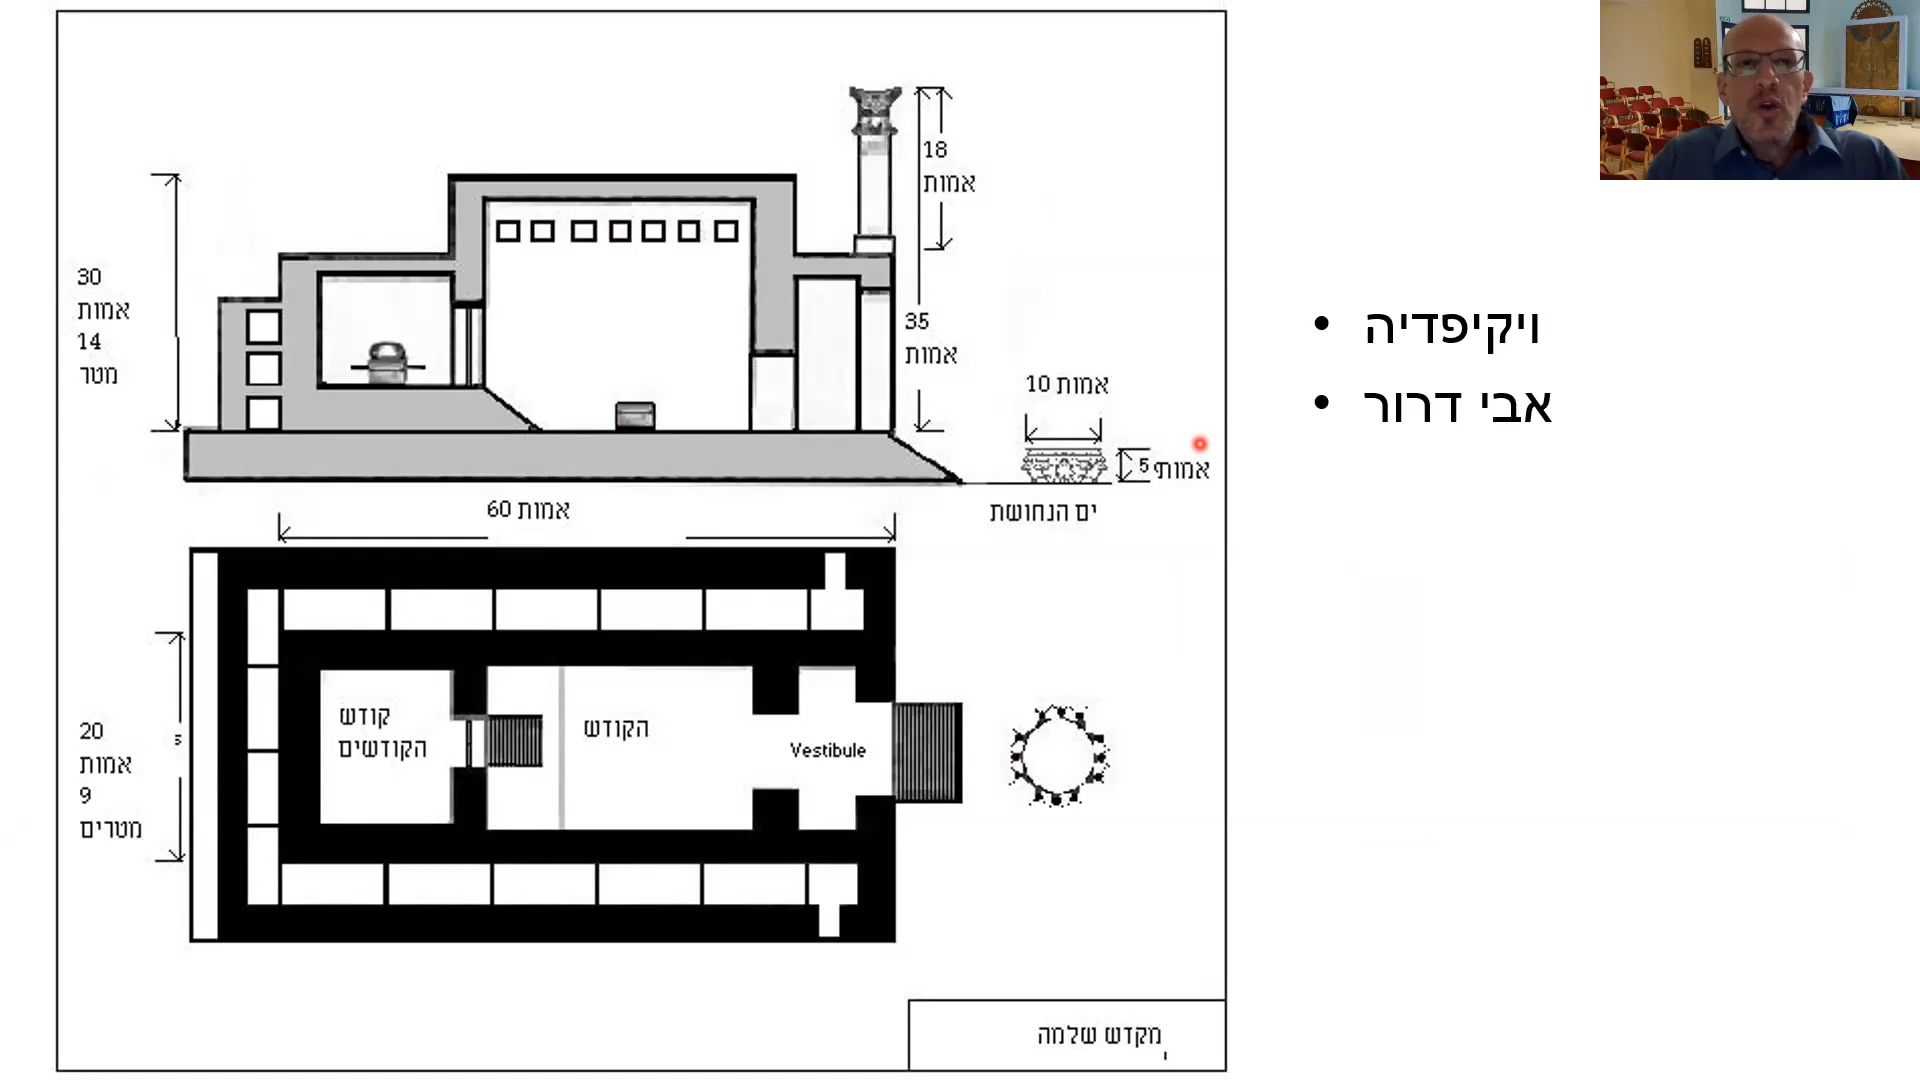 18
אמות
30
אמות
14
מטר
35
אמות
10 אמות
5 אמות
ים הנחושת
60 אמות
קודש
הקודשים
הקודש
Vestibule
20
אמות
9
מטרים
מקדש שלמה
• ויקיפדיה
• אבי דרור